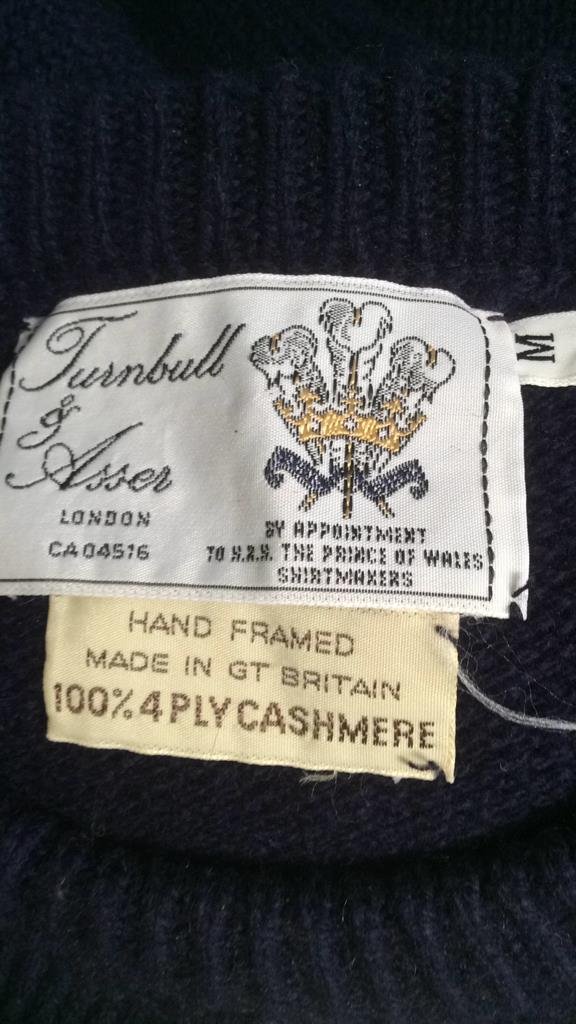 Turnbull
&
Asser
LONDON
CA04516
BY APPOINTMENT
TO H.R.H. THE PRINCE OF WALES
SHIRTMAKERS
M
HAND FRAMED
MADE IN GT BRITAIN
100% 4 PLY CASHMERE